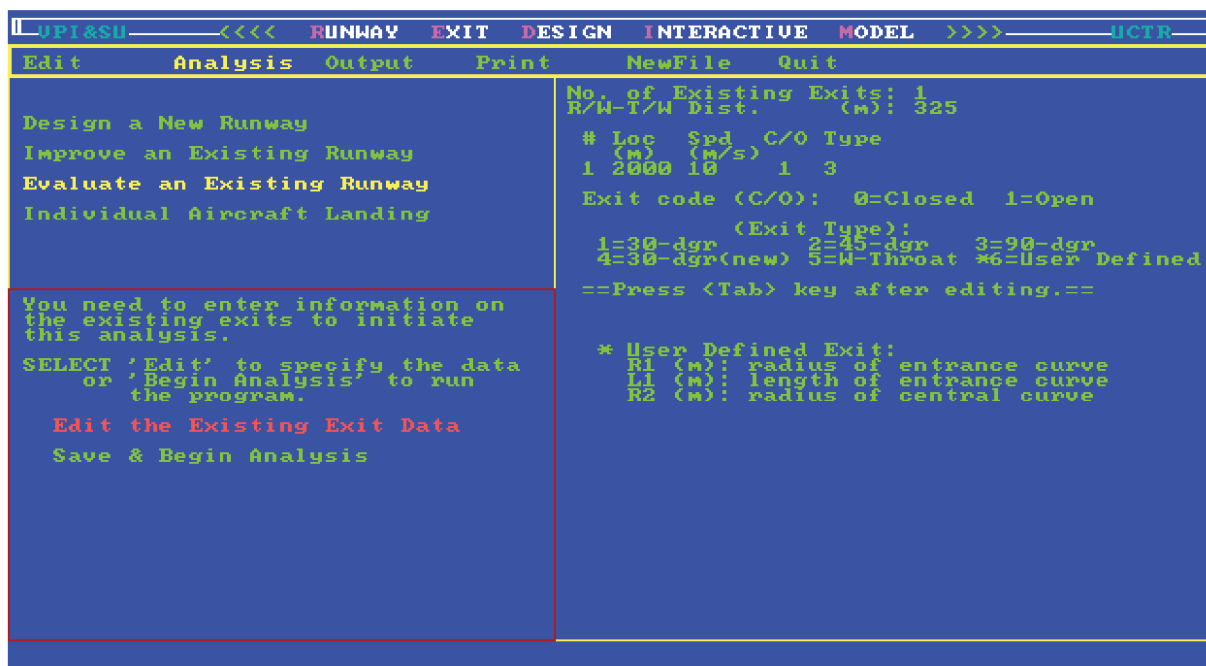 VPI&SU <<<< RUNWAY EXIT DESIGN INTERACTIVE MODEL >>>> UCTR
Edit Analysis Output Print NewFile Quit
Design a New Runway
Improve an Existing Runway
Evaluate an Existing Runway
Individual Aircraft Landing
You need to enter information on
the existing exits to initiate
this analysis.
SELECT 'Edit' to specify the data
or 'Begin Analysis' to run
the program.
Edit the Existing Exit Data
Save & Begin Analysis
No. of Existing Exits: 1
R/W-T/W Dist. (m): 325
# Loc Spd C/O Type
(m) (m/s)
1 2000 10 1 3
Exit code (C/O): 0=Closed 1=Open
(Exit Type):
1=30-dgr 2=45-dgr 3=90-dgr
4=30-dgr(new) 5=W-Throat *6=User Defined
==Press <Tab> key after editing.==
* User Defined Exit:
R1 (m): radius of entrance curve
L1 (m): length of entrance curve
R2 (m): radius of central curve